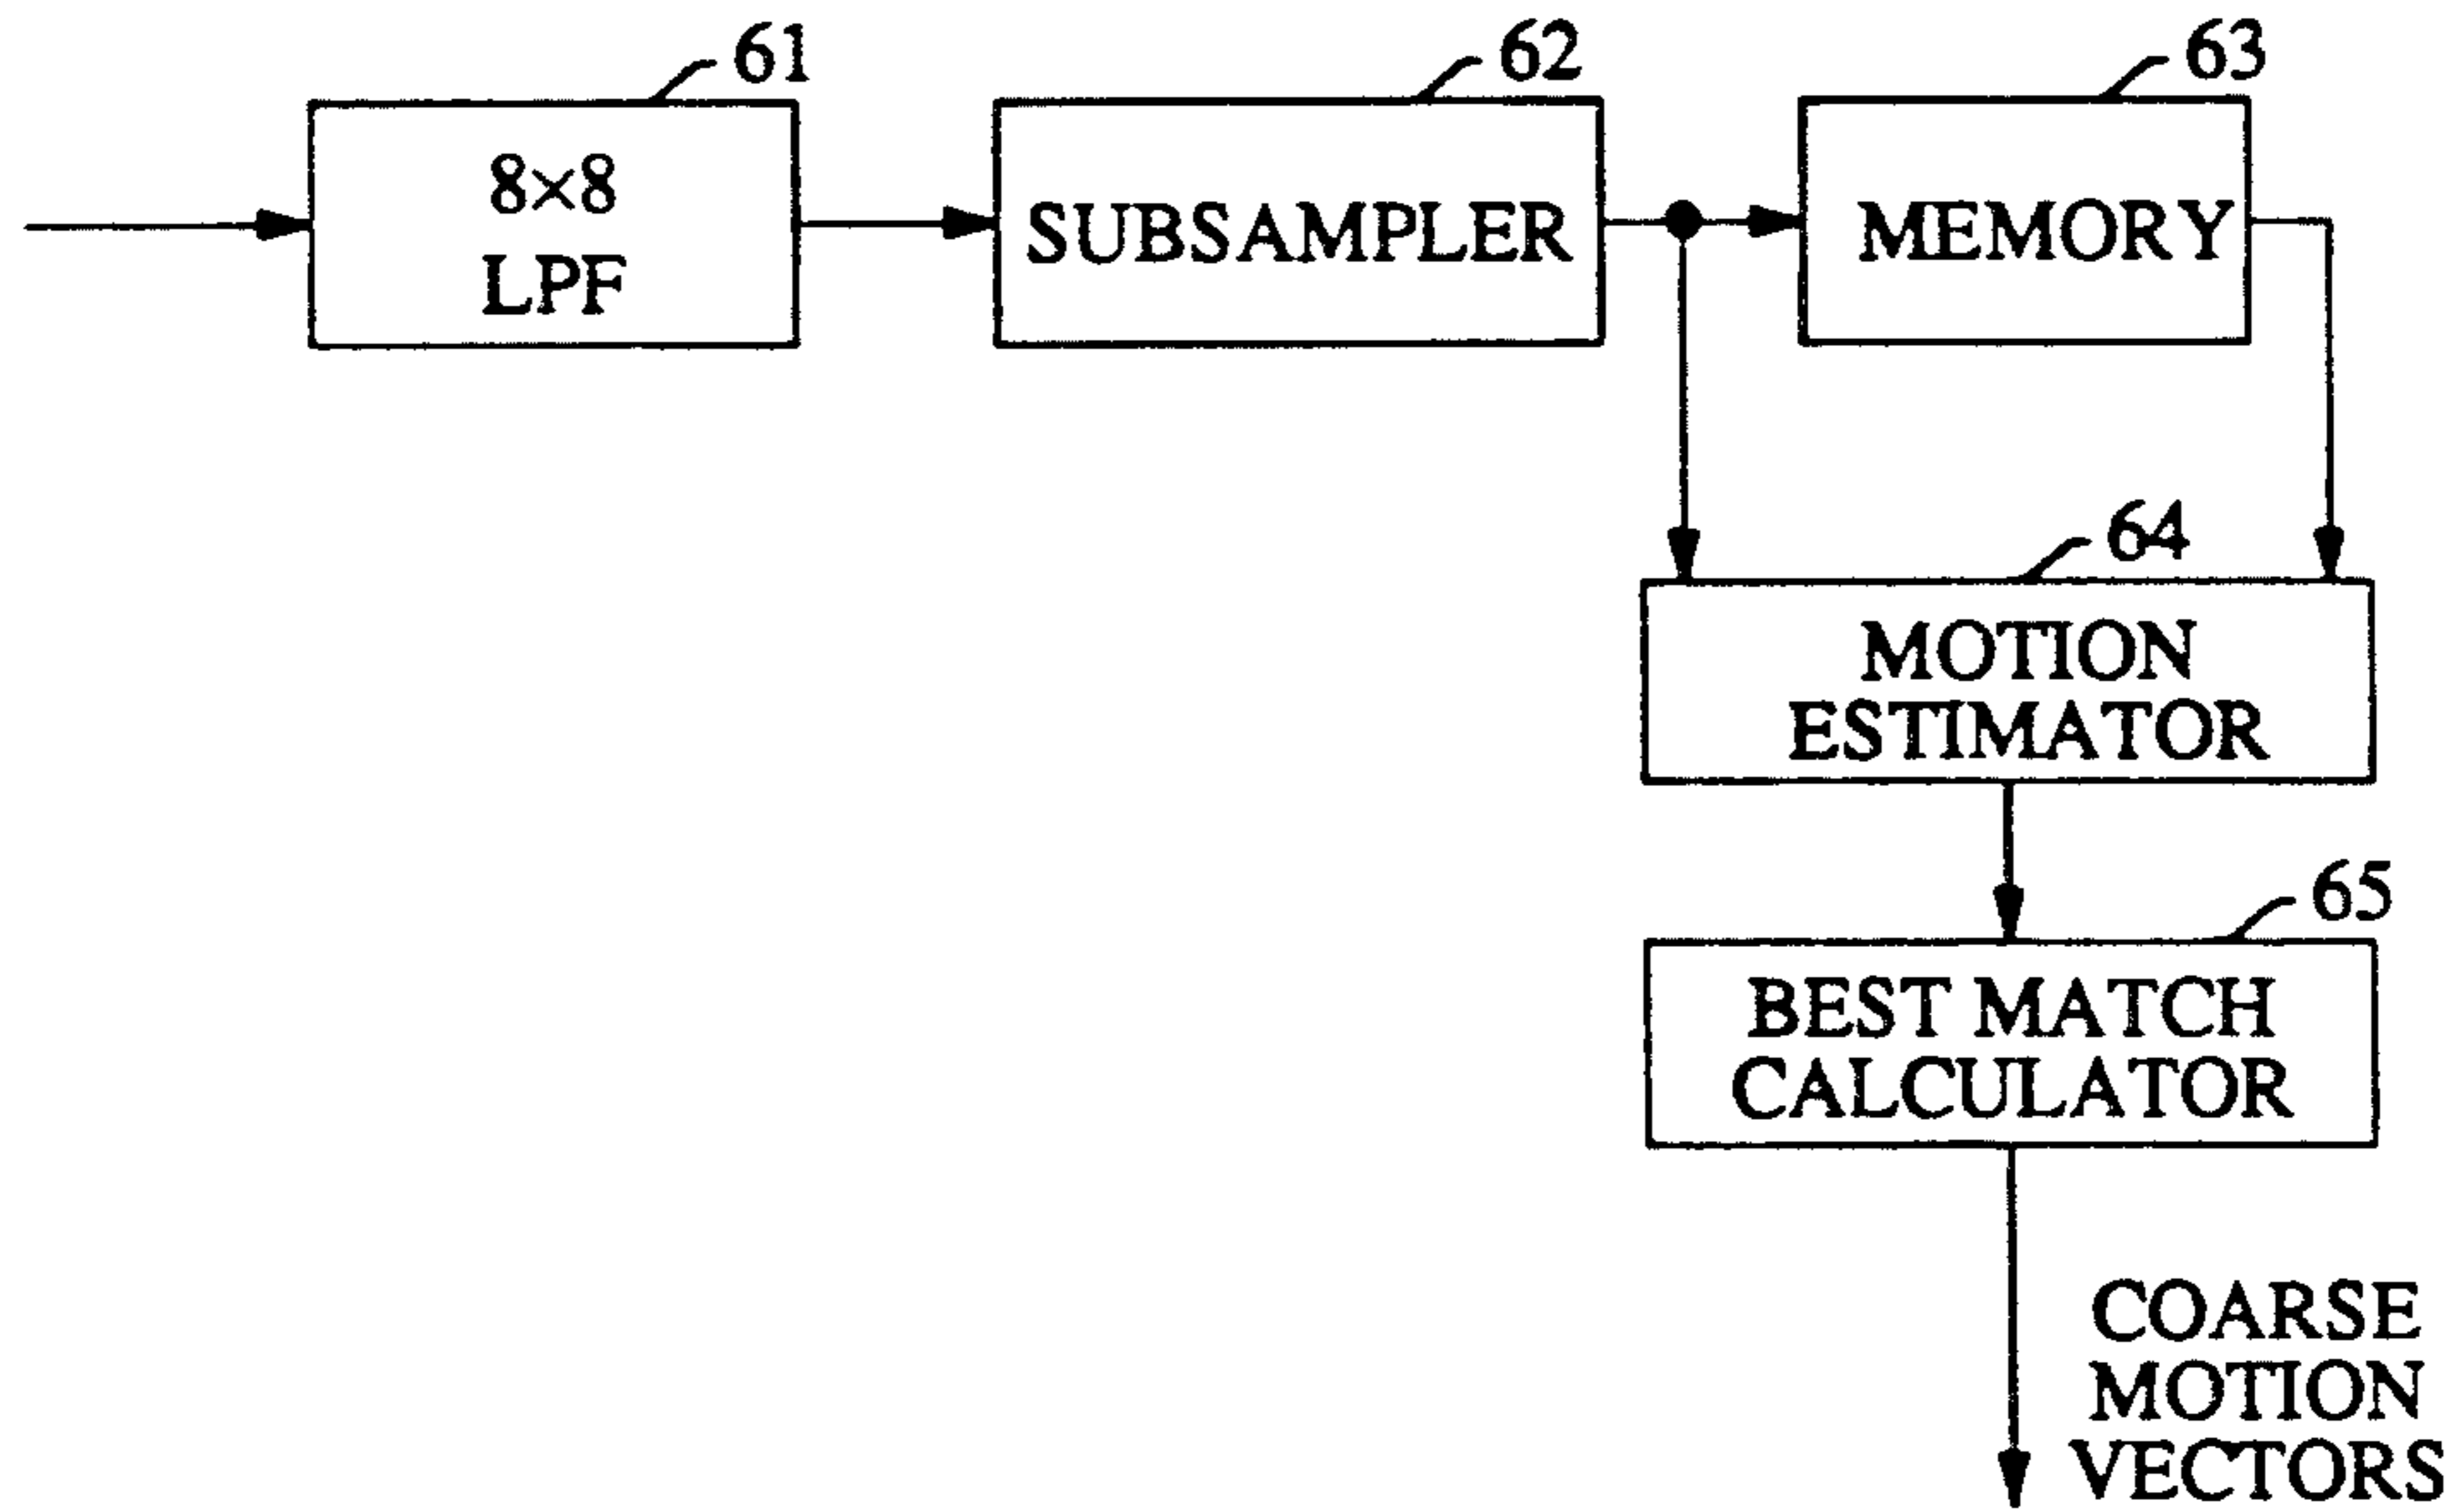 61
62
63
8×8
LPF
SUBSAMPLER
MEMORY
64
MOTION
ESTIMATOR
65
BEST MATCH
CALCULATOR
COARSE
MOTION
VECTORS